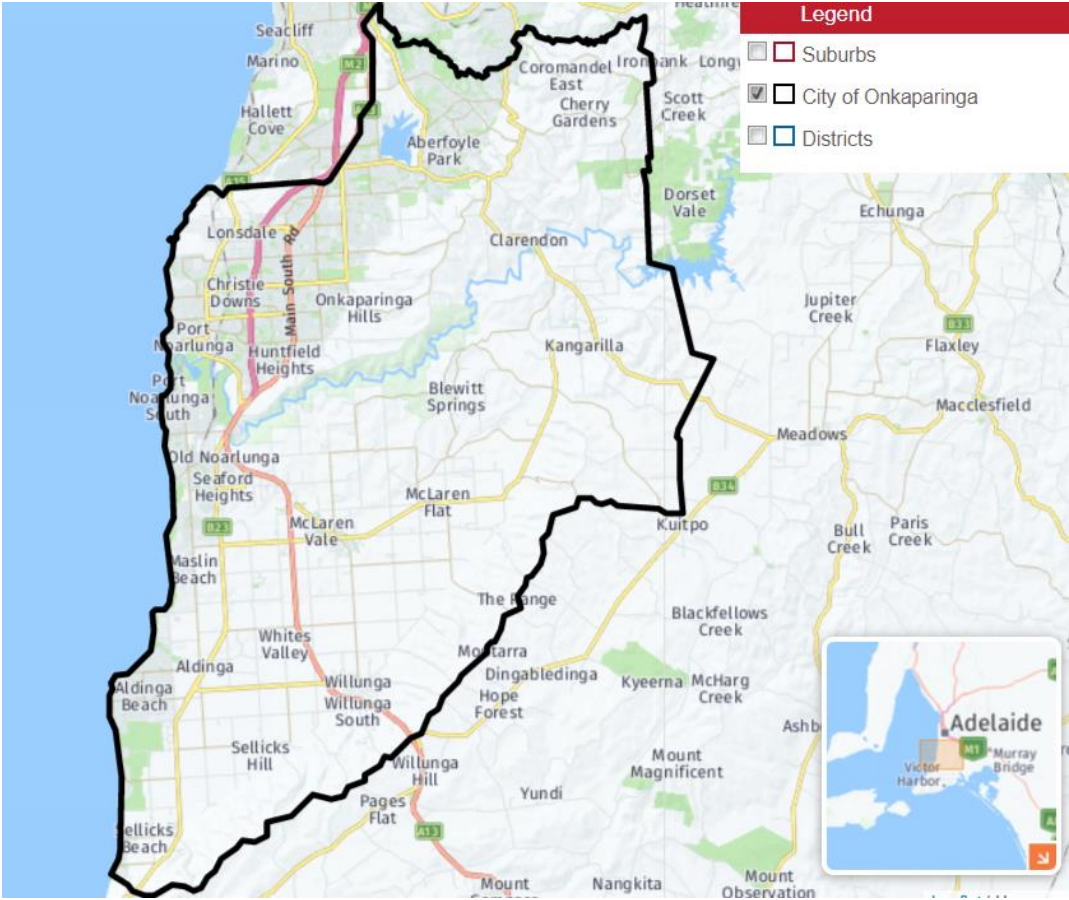 Legend
Suburbs
City of Onkaparinga
Districts
Seacliff
Marino
M2
Hallett
Cove
Coromandel
East
Cherry
Gardens
Scott
Creek
Aberfoyle
Park
A15
Dorset
Vale
Echunga
Lonsdale
Main South Rd
Clarendon
Christie
Downs
Onkaparinga
Hills
Jupiter
Creek
B33
Port
Noarlunga
Huntfield
Heights
Kangarilla
Flaxley
Port
Noarlunga
South
Blewitt
Springs
Macclesfield
Meadows
Old Noarlunga
Seaford
Heights
B34
McLaren
Flat
B23
McLaren
Vale
Kuitpo
Bull
Creek
Paris
Creek
Maslin
Beach
The Range
Blackfellows
Creek
Whites
Valley
Aldinga
Dingabledinga
Kyeerna
McHarg
Creek
Aldinga
Beach
Willunga
Willunga
South
Hope
Forest
Sellicks
Hill
Willunga
Hill
Mount
Magnificent
Yundi
Pages
Flat
A13
Sellicks
Beach
Mount
Nangkita
Mount
Observation
Adelaide
M1
Murray
Bridge
Victor
Harbor